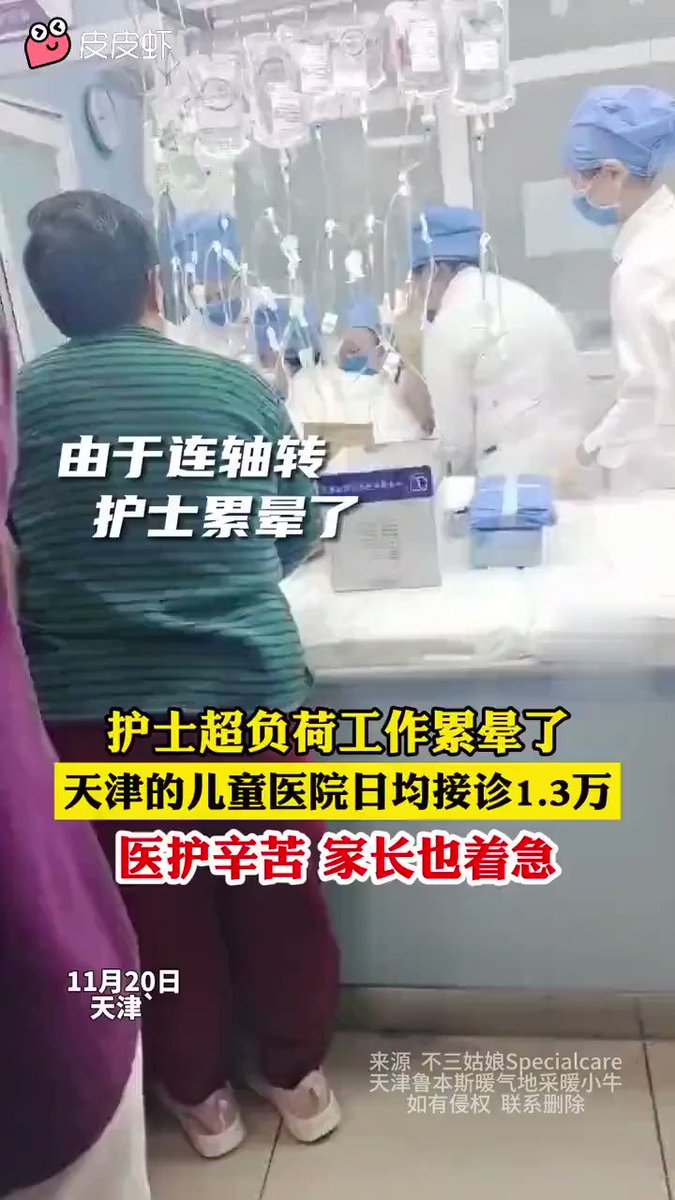 皮皮虾
由于连轴转
护士累晕了
护士超负荷工作累晕了
天津的儿童医院日均接诊1.3万
医护辛苦 家长也着急
11月20日
天津、
来源 不三姑娘Specialcare
天津鲁本斯暖气地采暖小牛
如有侵权 联系删除